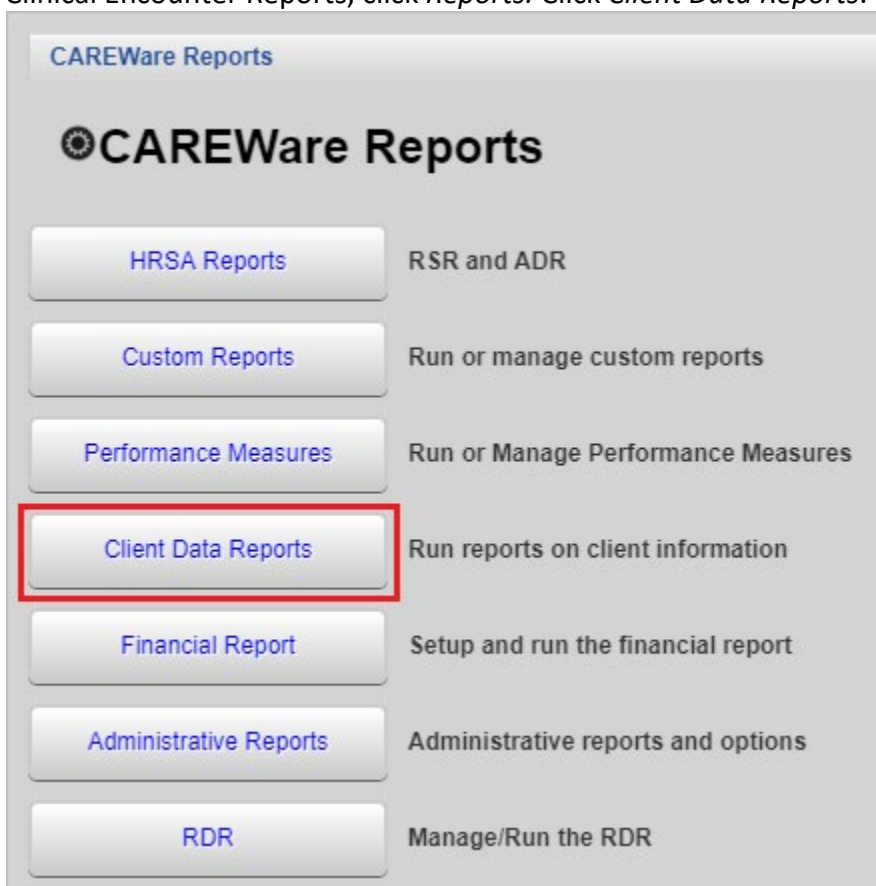 Clinical Encounter Reports, click Reports. Click Client Data Reports.
CAREWare Reports
CAREWare Reports
HRSA Reports RSR and ADR
Custom Reports Run or manage custom reports
Performance Measures Run or Manage Performance Measures
Client Data Reports Run reports on client information
Financial Report Setup and run the financial report
Administrative Reports Administrative reports and options
RDR Manage/Run the RDR